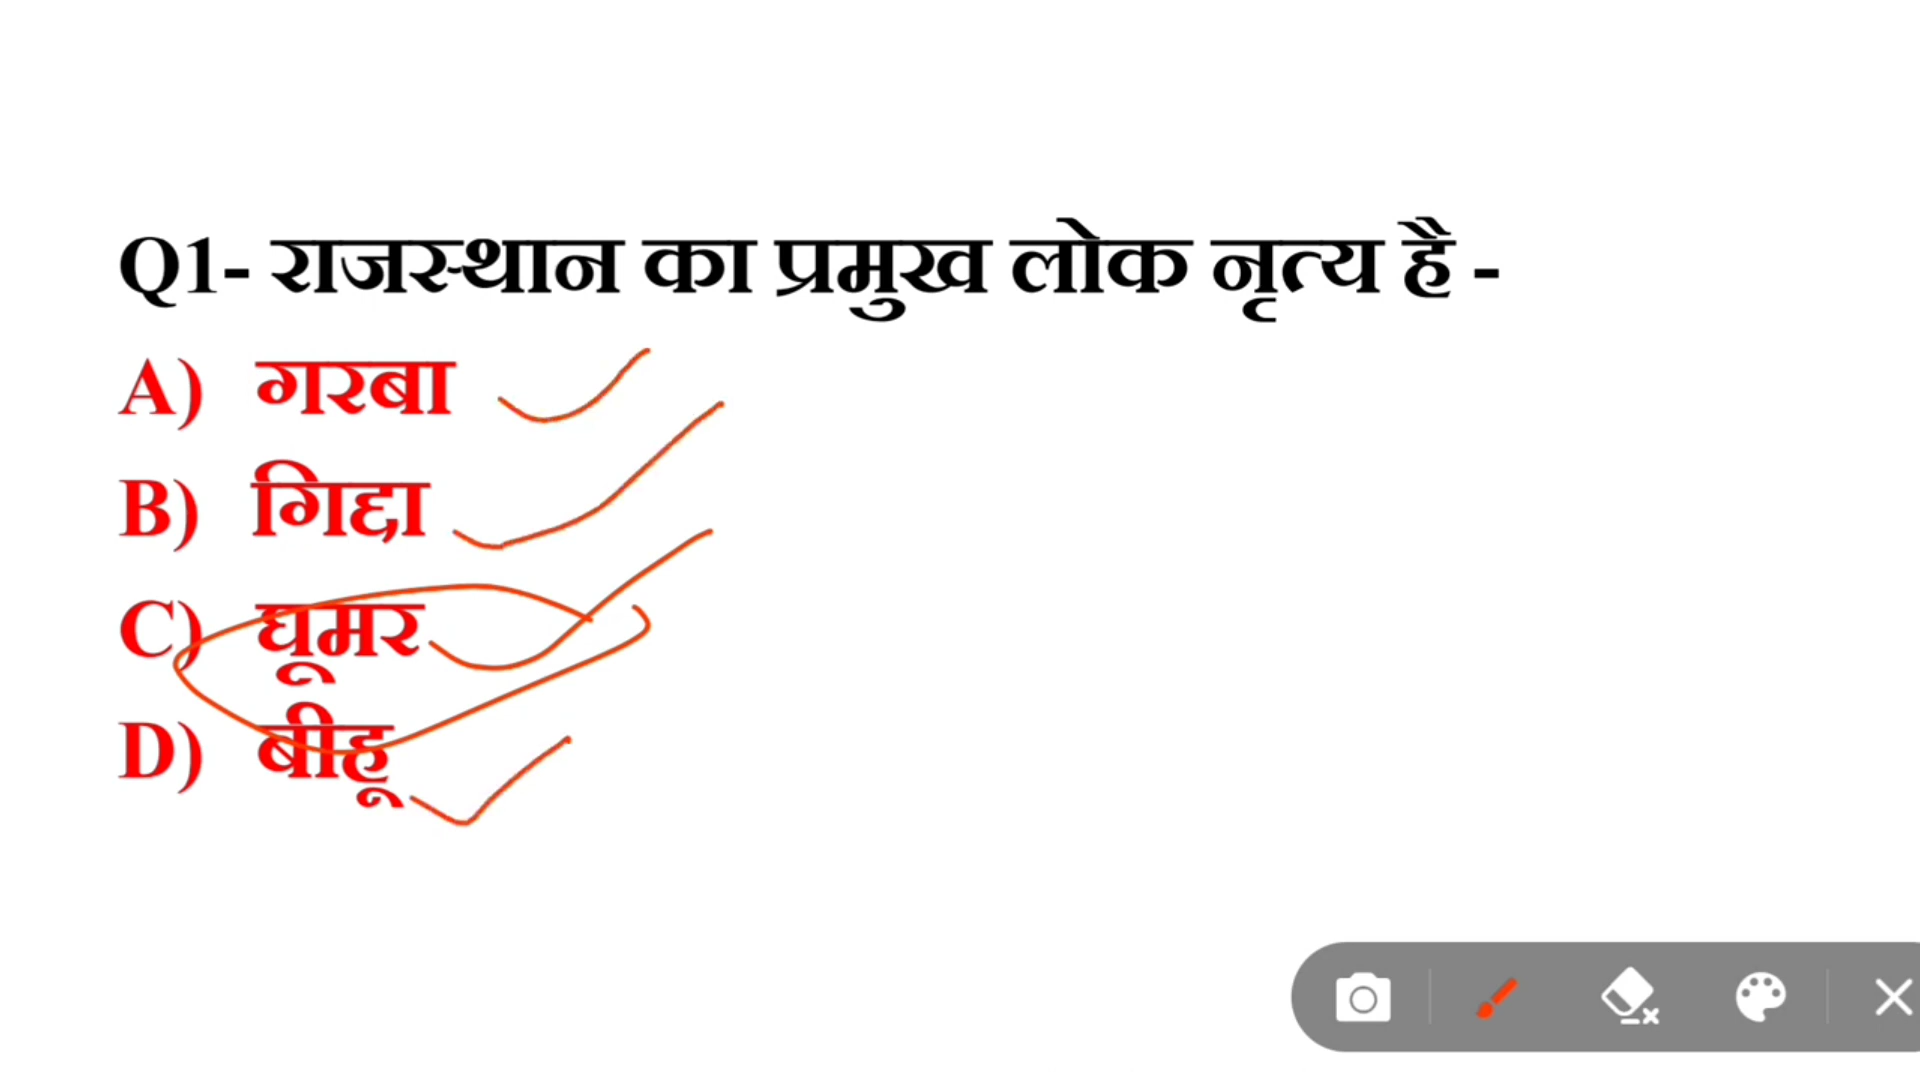 Q1- राजस्थान का प्रमुख लोक नृत्य है -
A) गरबा
B) गिद्दा
C) घूमर
D) बीहू